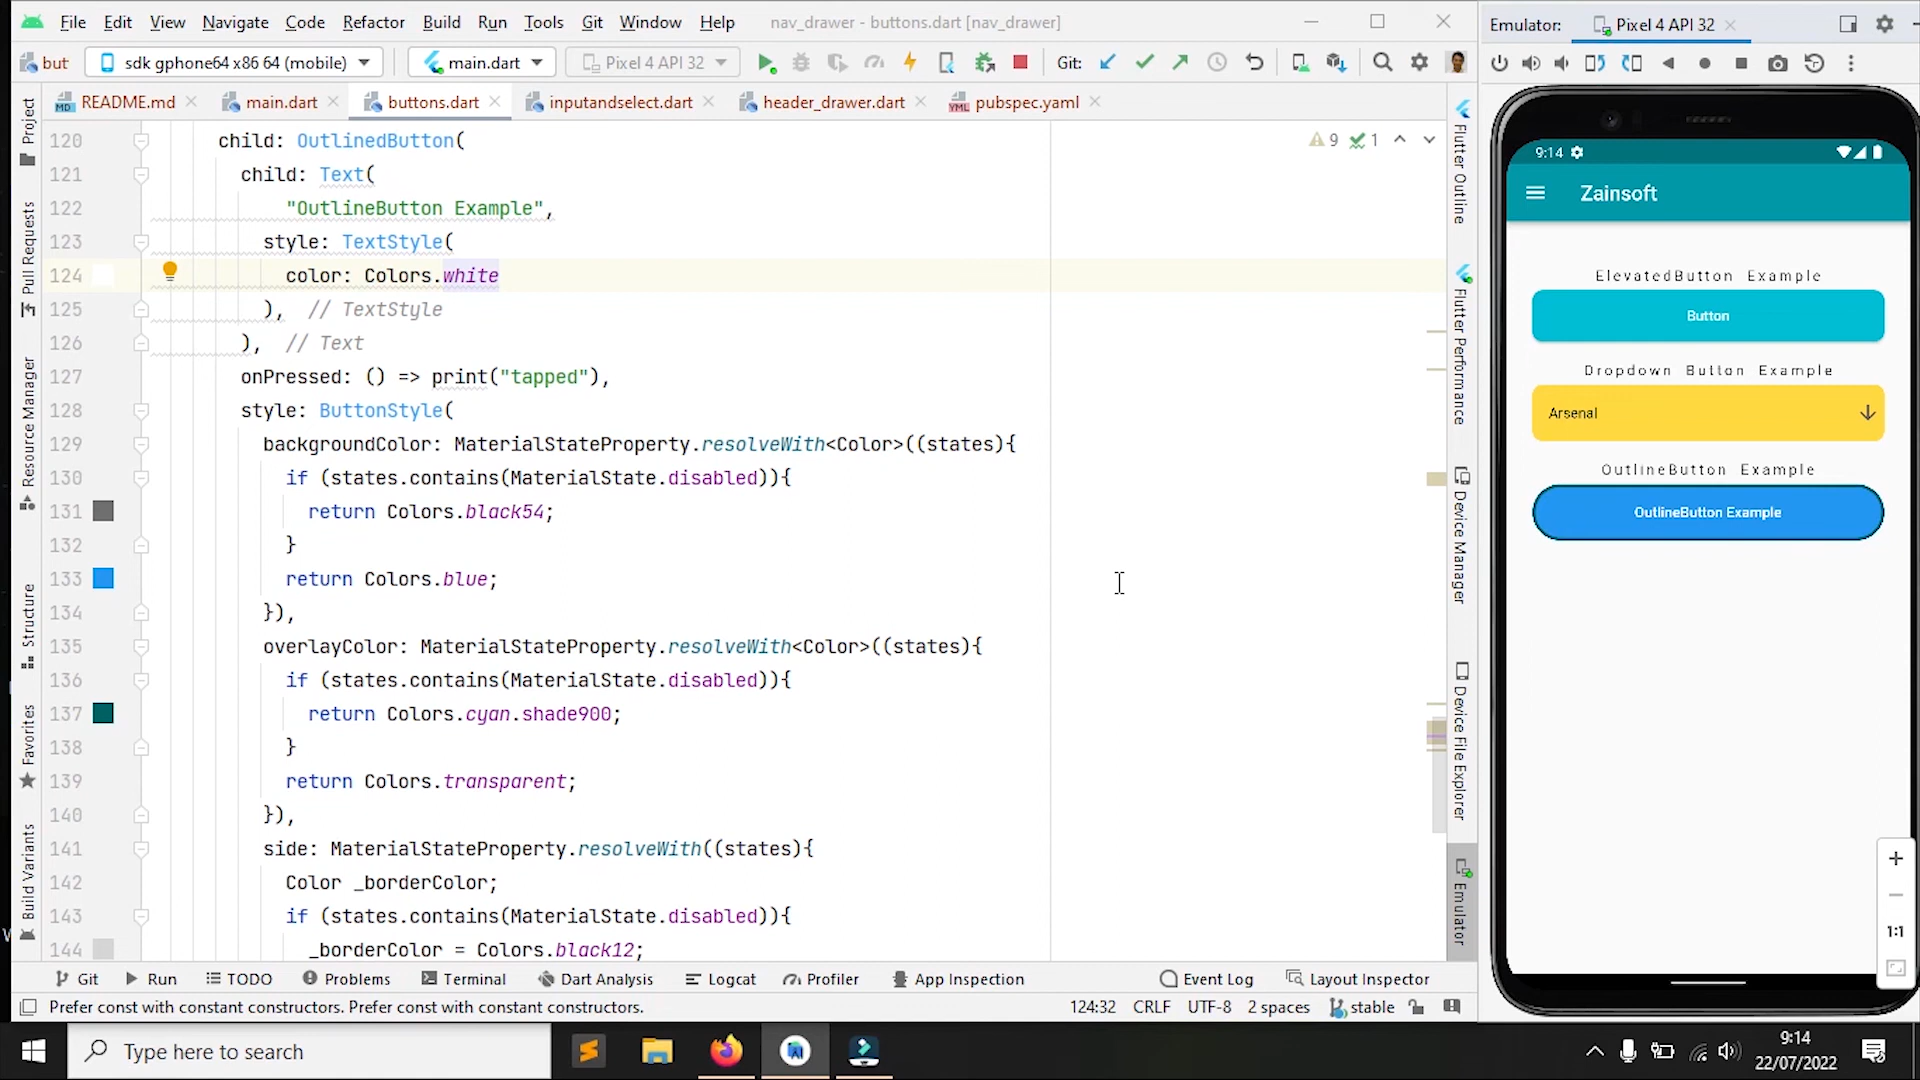 File Edit View Navigate Code Refactor Build Run Tools Git Window Help nav_drawer - buttons.dart [nav_drawer]
Emulator: Pixel 4 API 32
but sdk gphone64 x86 64 (mobile) main.dart Pixel 4 API 32 Git:
README.md main.dart buttons.dart inputandselect.dart header_drawer.dart pubspec.yaml
9 1
120 child: OutlinedButton(
121 child: Text(
122 "OutlineButton Example",
123 style: TextStyle(
124 color: Colors.white
125 ), // TextStyle
126 ), // Text
127 onPressed: () => print("tapped"),
128 style: ButtonStyle(
129 backgroundColor: MaterialStateProperty.resolveWith<Color>((states){
130 if (states.contains(MaterialState.disabled)){
131 return Colors.black54;
132 }
133 return Colors.blue;
134 }),
135 overlayColor: MaterialStateProperty.resolveWith<Color>((states){
136 if (states.contains(MaterialState.disabled)){
137 return Colors.cyan.shade900;
138 }
139 return Colors.transparent;
140 }),
141 side: MaterialStateProperty.resolveWith((states){
142 Color _borderColor;
143 if (states.contains(MaterialState.disabled)){
144 _borderColor = Colors.black12;
Project
Pull Requests
Resource Manager
Structure
Favorites
Build Variants
Flutter Outline
Flutter Performance
Device Manager
Device File Explorer
Emulator
9:14
Zainsoft
ElevatedButton Example
Button
Dropdown Button Example
Arsenal
OutlineButton Example
OutlineButton Example
1:1
Git Run TODO Problems Terminal Dart Analysis Logcat Profiler App Inspection Event Log Layout Inspector
Prefer const with constant constructors. Prefer const with constant constructors. 124:32 CRLF UTF-8 2 spaces stable
Type here to search
9:14
22/07/2022